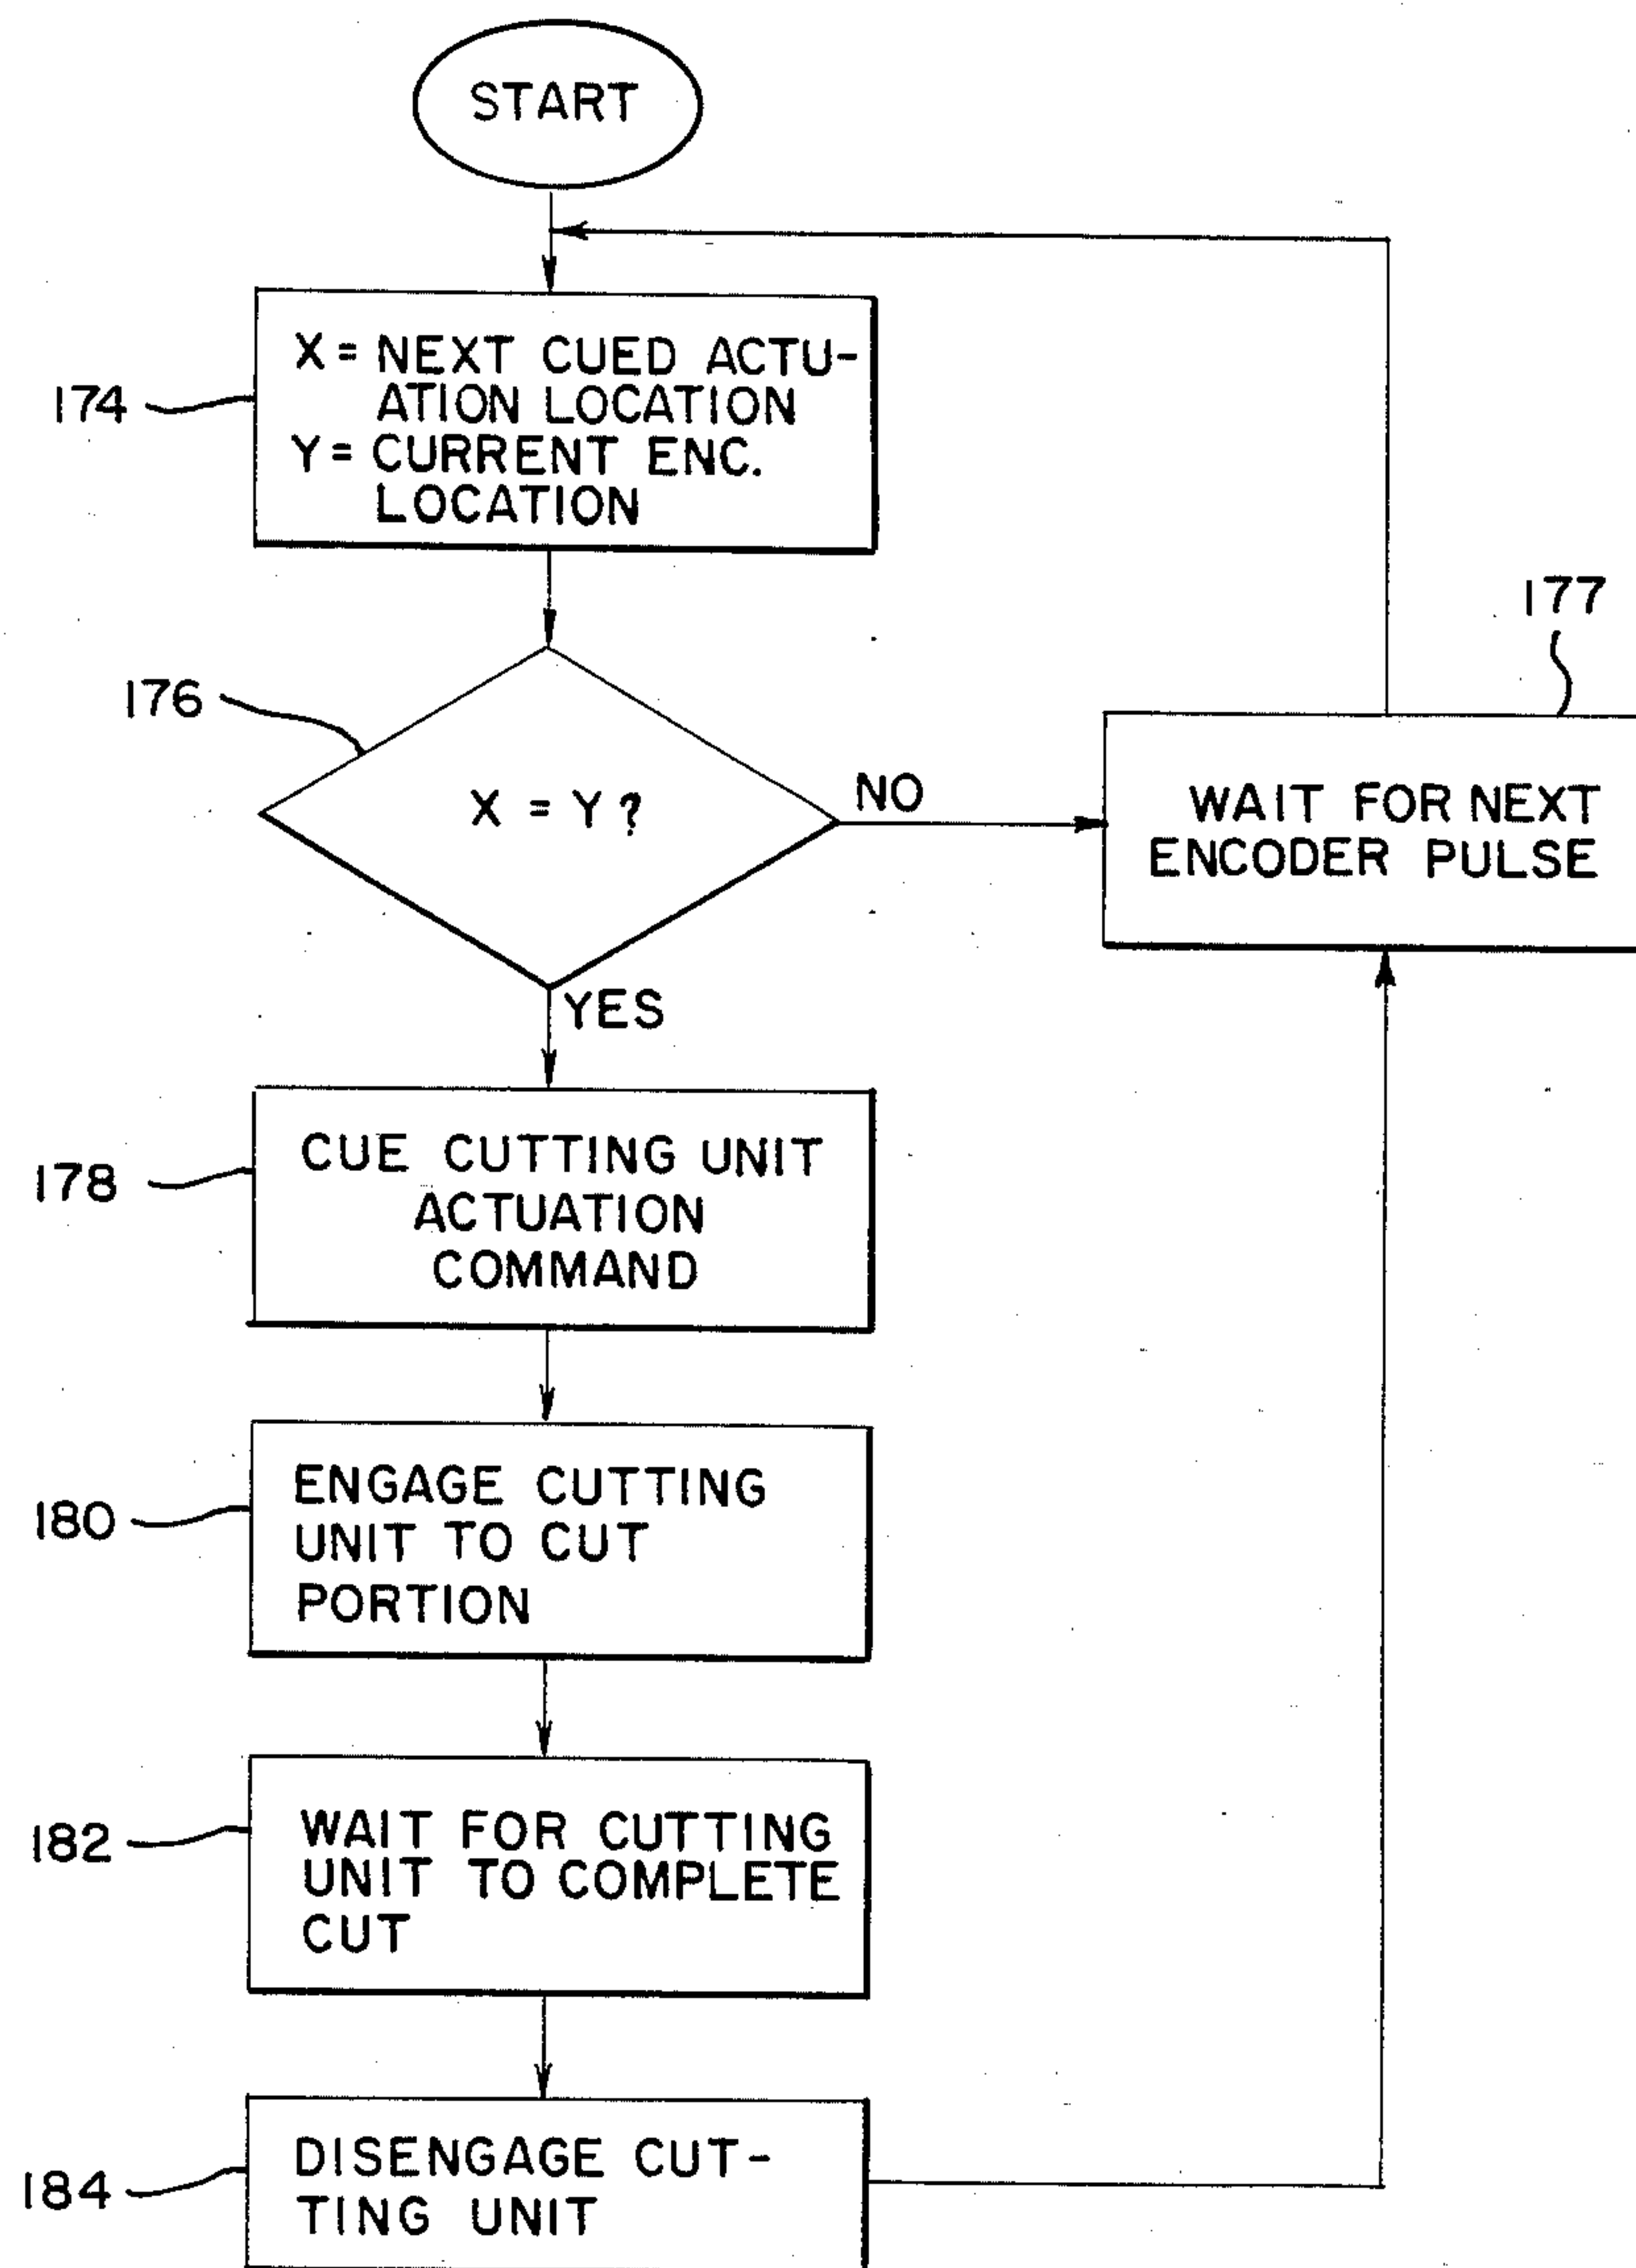 START
174
X = NEXT CUED ACTU-
ATION LOCATION
Y = CURRENT ENC.
LOCATION
176
X = Y ?
NO
177
WAIT FOR NEXT
ENCODER PULSE
YES
178
CUE CUTTING UNIT
ACTUATION
COMMAND
180
ENGAGE CUTTING
UNIT TO CUT
PORTION
182
WAIT FOR CUTTING
UNIT TO COMPLETE
CUT
184
DISENGAGE CUT-
TING UNIT